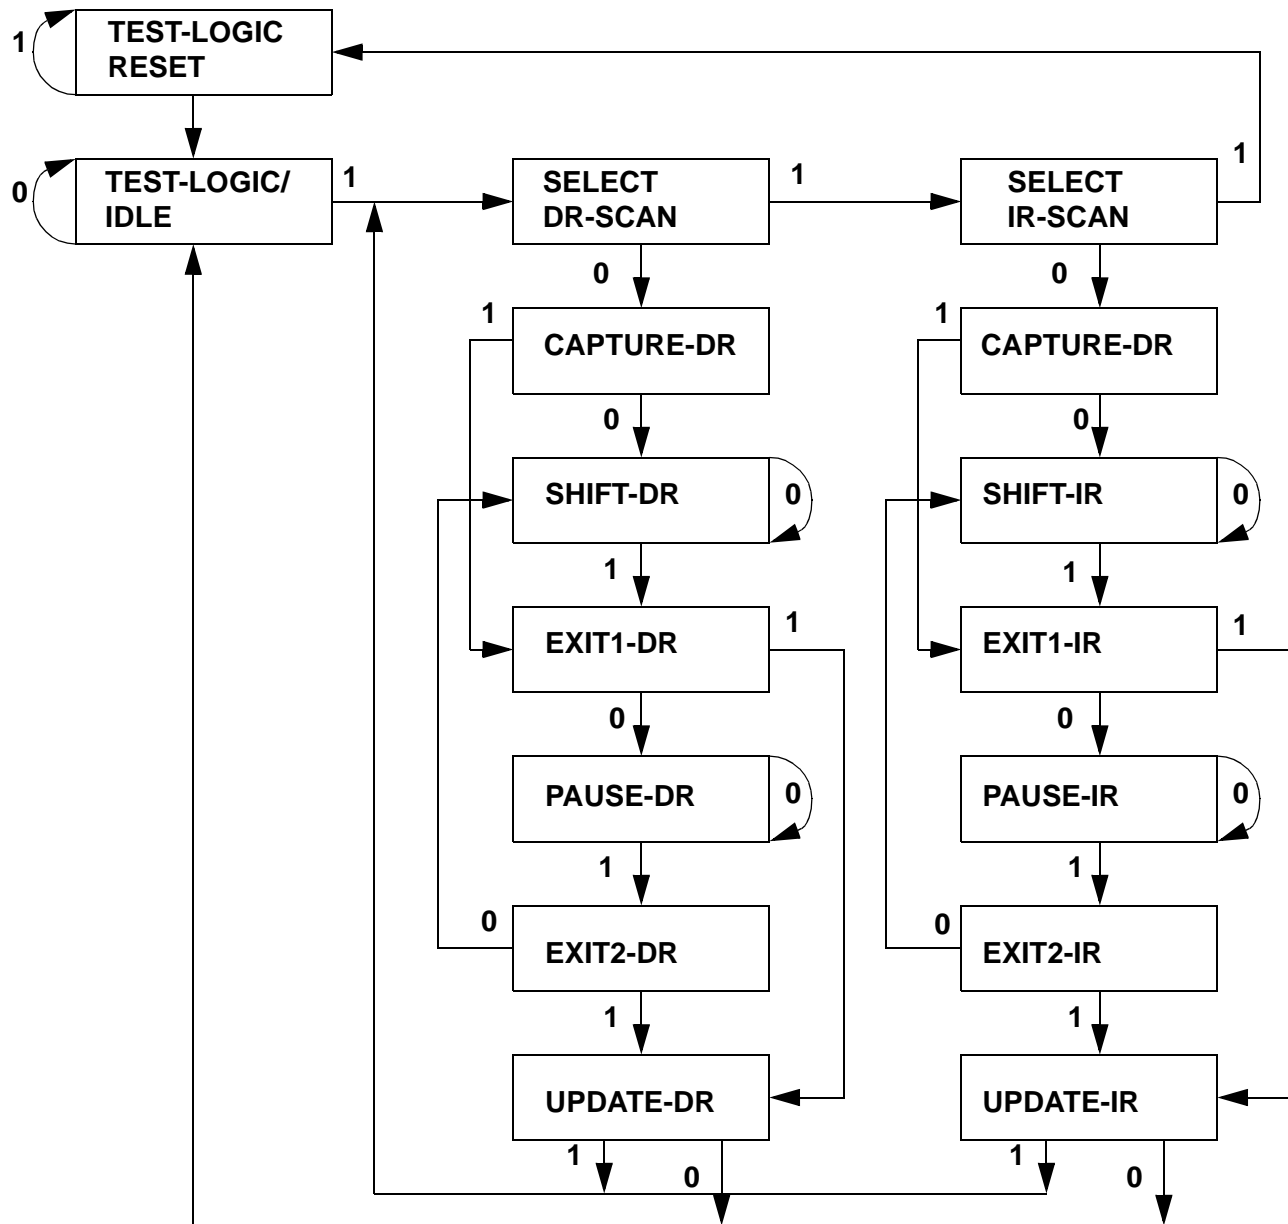 1
TEST-LOGIC
RESET
0
TEST-LOGIC/
IDLE
1
SELECT
DR-SCAN
1
SELECT
IR-SCAN
1
0
0
1
CAPTURE-DR
1
CAPTURE-DR
0
0
SHIFT-DR
0
SHIFT-IR
0
1
1
EXIT1-DR
1
EXIT1-IR
1
0
0
PAUSE-DR
0
PAUSE-IR
0
1
1
0
EXIT2-DR
0
EXIT2-IR
1
1
UPDATE-DR
UPDATE-IR
1
0
1
0